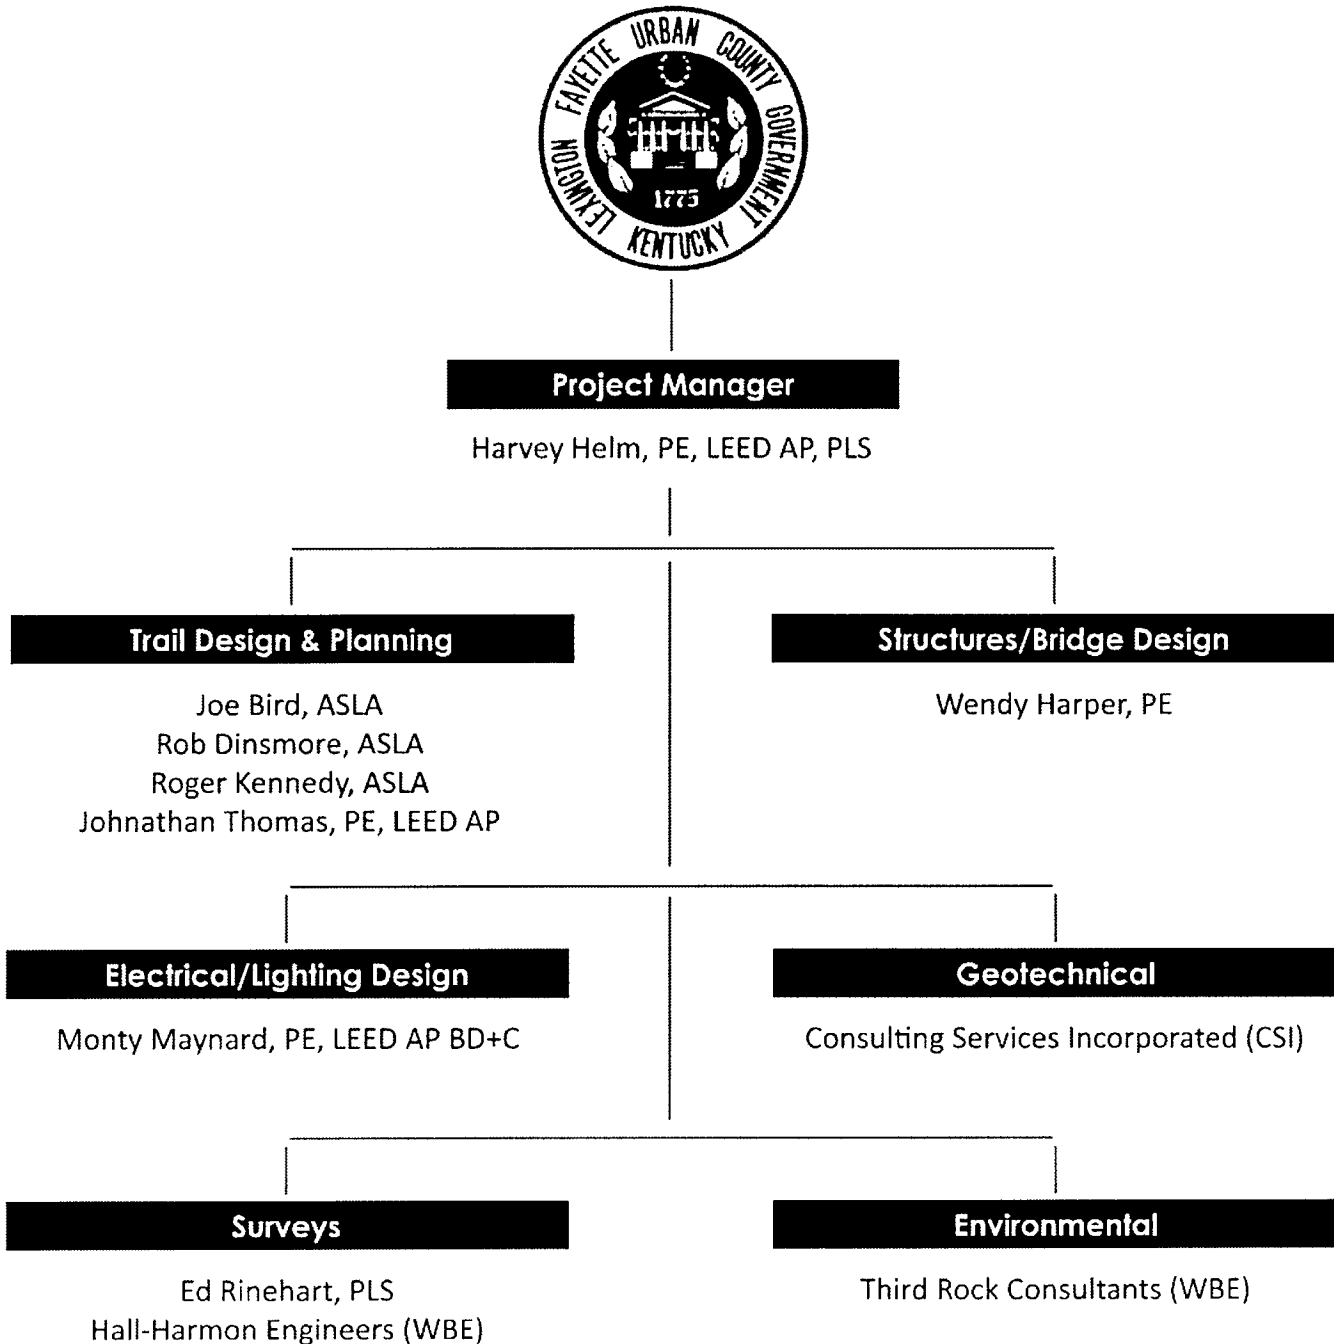 LEXINGTON FAYETTE URBAN COUNTY GOVERNMENT
KENTUCKY
1775
Project Manager
Harvey Helm, PE, LEED AP, PLS
Trail Design & Planning
Joe Bird, ASLA
Rob Dinsmore, ASLA
Roger Kennedy, ASLA
Johnathan Thomas, PE, LEED AP
Structures/Bridge Design
Wendy Harper, PE
Electrical/Lighting Design
Monty Maynard, PE, LEED AP BD+C
Geotechnical
Consulting Services Incorporated (CSI)
Surveys
Ed Rinehart, PLS
Hall-Harmon Engineers (WBE)
Environmental
Third Rock Consultants (WBE)